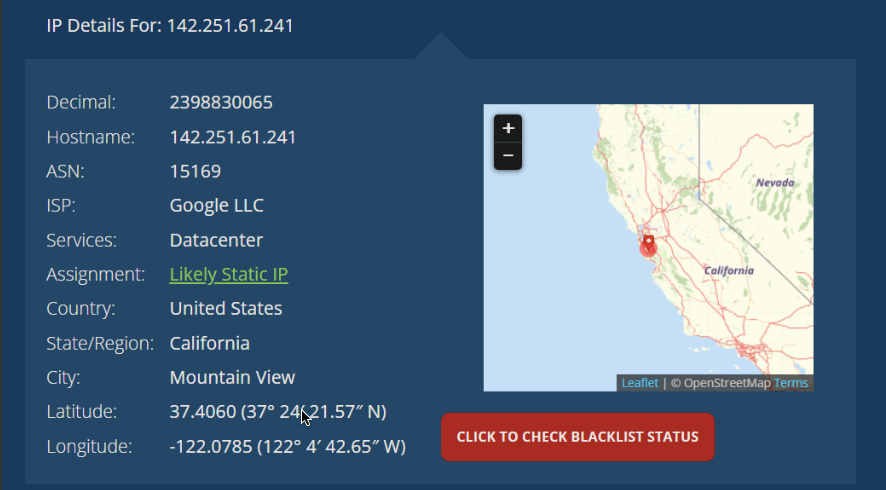 IP Details For: 142.251.61.241
Decimal: 2398830065
Hostname: 142.251.61.241
ASN: 15169
ISP: Google LLC
Services: Datacenter
Assignment: Likely Static IP
Country: United States
State/Region: California
City: Mountain View
Latitude: 37.4060 (37° 24′ 21.57″ N)
Longitude: -122.0785 (122° 4′ 42.65″ W)
+
−
Nevada
California
Leaflet | © OpenStreetMap Terms
CLICK TO CHECK BLACKLIST STATUS